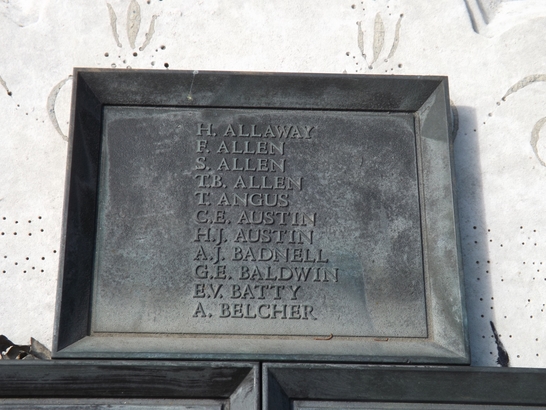 H. ALLAWAY
F. ALLEN
S. ALLEN
T.B. ALLEN
T. ANGUS
C.E. AUSTIN
H.J. AUSTIN
A.J. BADNELL
G.E. BALDWIN
E.V. BATTY
A. BELCHER